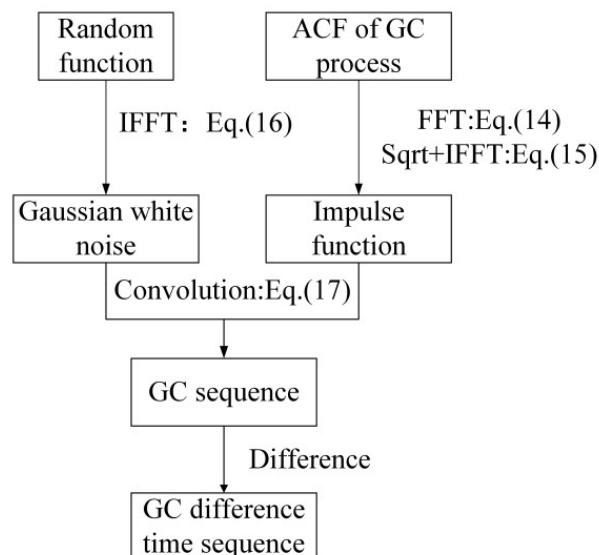 Random
function
ACF of GC
process
IFFT： Eq.(16)
FFT:Eq.(14)
Sqrt+IFFT:Eq.(15)
Gaussian white
noise
Impulse
function
Convolution:Eq.(17)
GC sequence
Difference
GC difference
time sequence